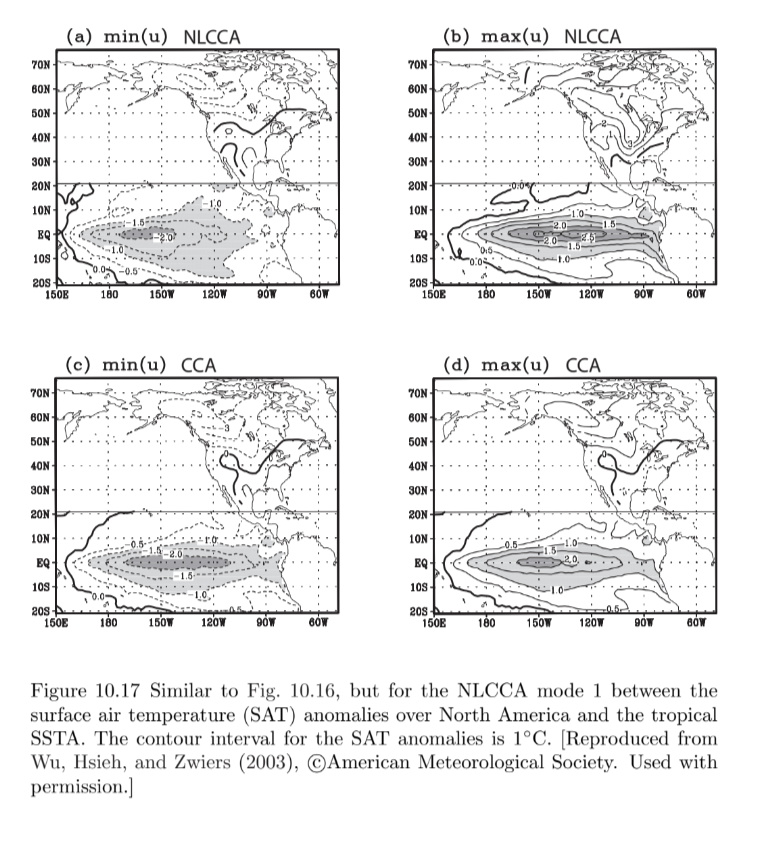 (a) min(u) NLCCA
(b) max(u) NLCCA
70N
60N
50N
40N
30N
20N
10N
EQ
10S
20S
150E 180 150W 120W 90W 60W
-1.0
-1.5
-2.0
-1.0
0.0
-0.5
70N
60N
50N
40N
30N
20N
10N
EQ
10S
20S
150E 180 150W 120W 90W 60W
0.0
1.0
2.0
1.5
2.0
2.5
1.5
0.5
1.0
0.0
2
(c) min(u) CCA
(d) max(u) CCA
70N
60N
50N
40N
30N
20N
10N
EQ
10S
20S
150E 180 150W 120W 90W 60W
3
0.5
-1.0
1.5
-2.0
-1.5
0.0
1.0
0.5
70N
60N
50N
40N
30N
20N
10N
EQ
10S
20S
150E 180 150W 120W 90W 60W
0.5
1.0
1.5
2.0
1.0
0.5
Figure 10.17 Similar to Fig. 10.16, but for the NLCCA mode 1 between the
surface air temperature (SAT) anomalies over North America and the tropical
SSTA. The contour interval for the SAT anomalies is 1°C. [Reproduced from
Wu, Hsieh, and Zwiers (2003), ©American Meteorological Society. Used with
permission.]